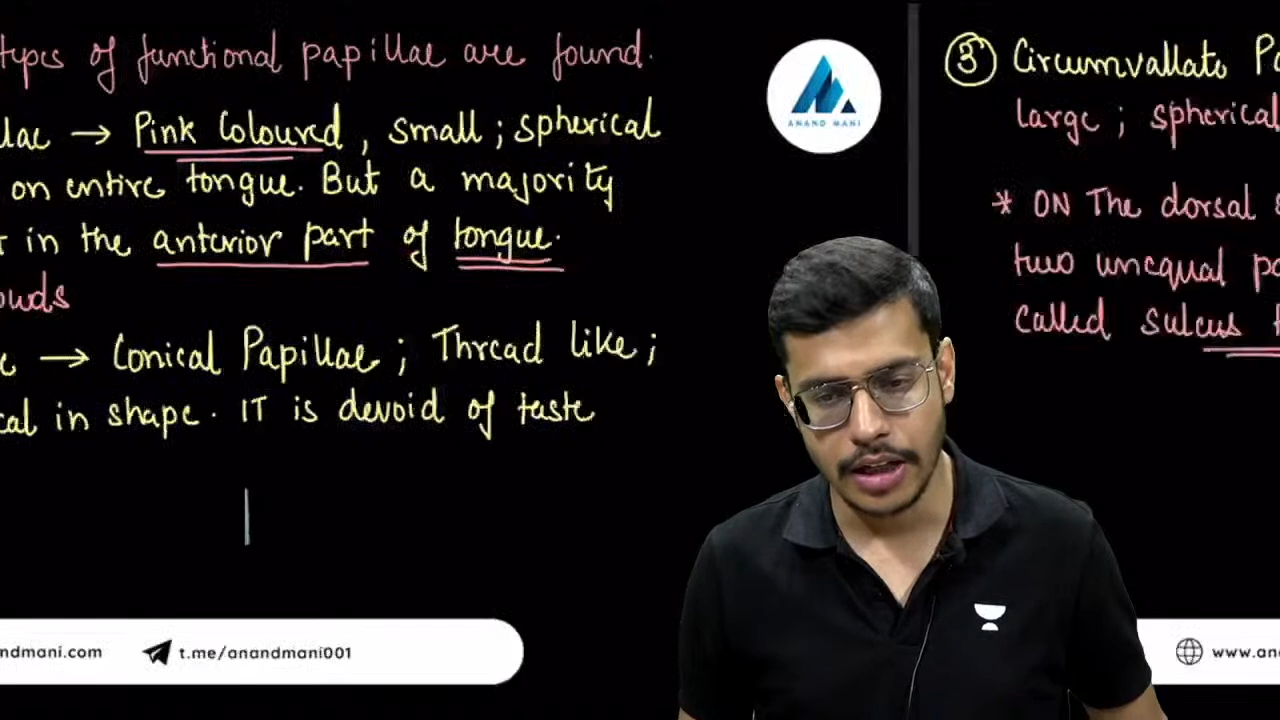 types of functional papillae are found.
llae → Pink Coloured, small; spherical
on entire tongue. But a majority
in the anterior part of tongue.
→ Conical Papillae; Thread like;
cal in shape. IT is devoid of taste
ANAND MANI
③ Circumvallate Pa
large; spherical
* ON The dorsal s
two unequal pa
called sulcus t
ndmani.com
t.me/anandmani001
www.an